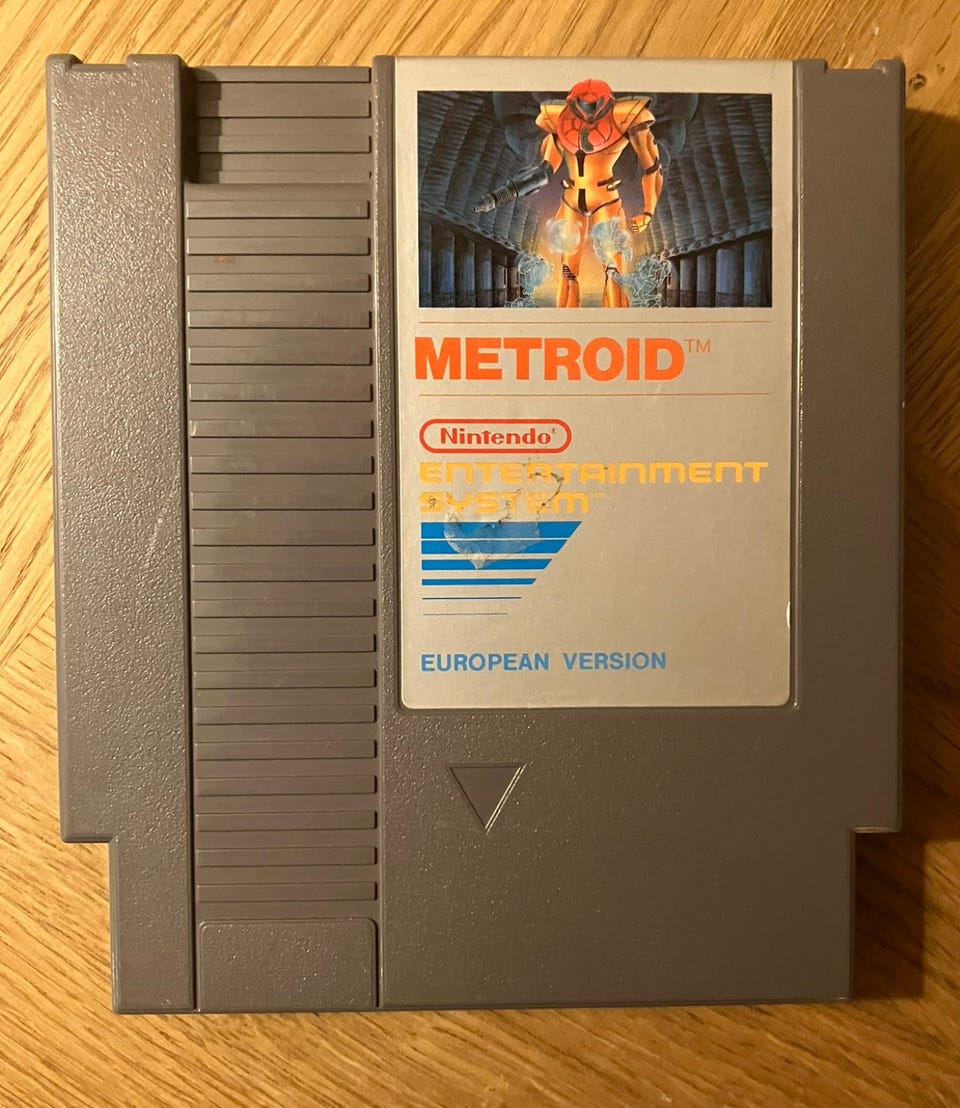 METROID™
Nintendo®
ENTERTAINMENT
SYSTEM™
EUROPEAN VERSION